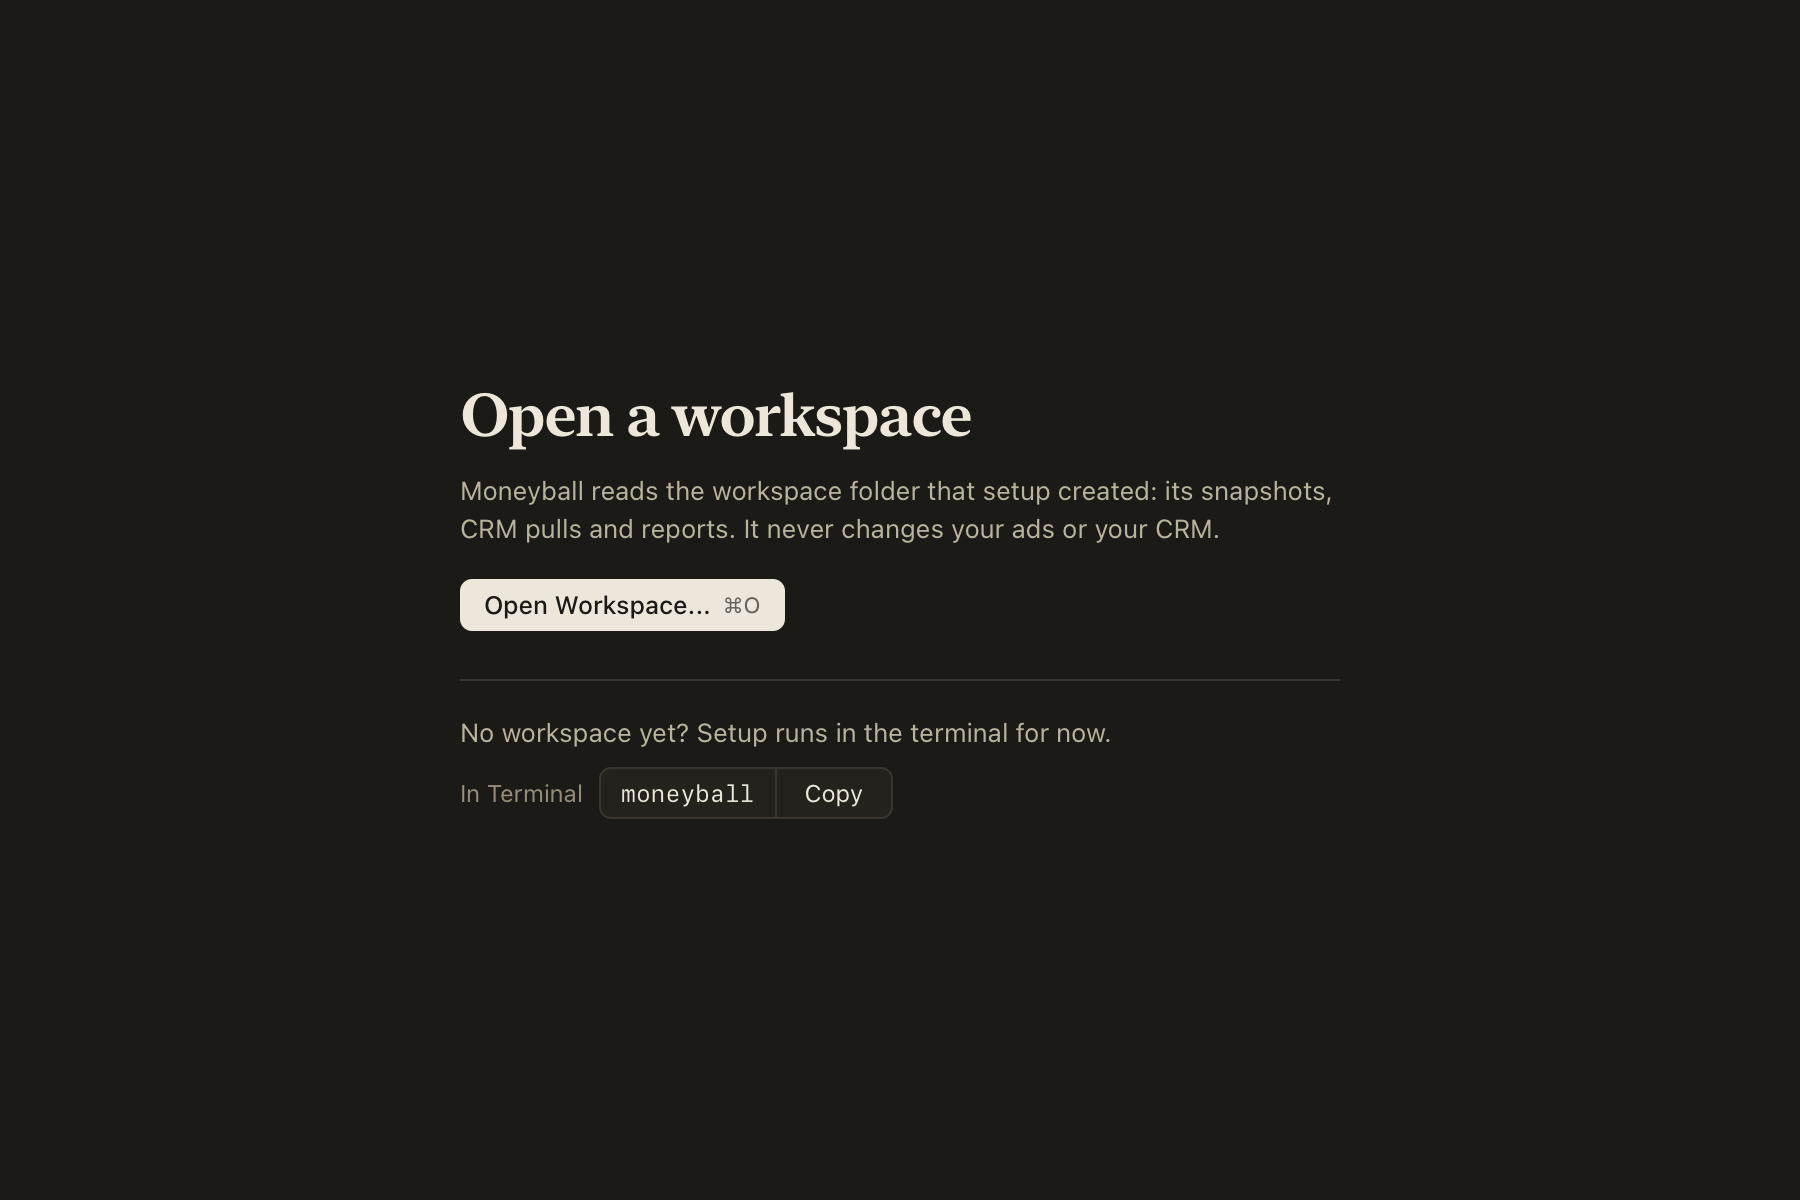 Open a workspace
Moneyball reads the workspace folder that setup created: its snapshots,
CRM pulls and reports. It never changes your ads or your CRM.
Open Workspace... ⌘O
No workspace yet? Setup runs in the terminal for now.
In Terminal moneyball Copy